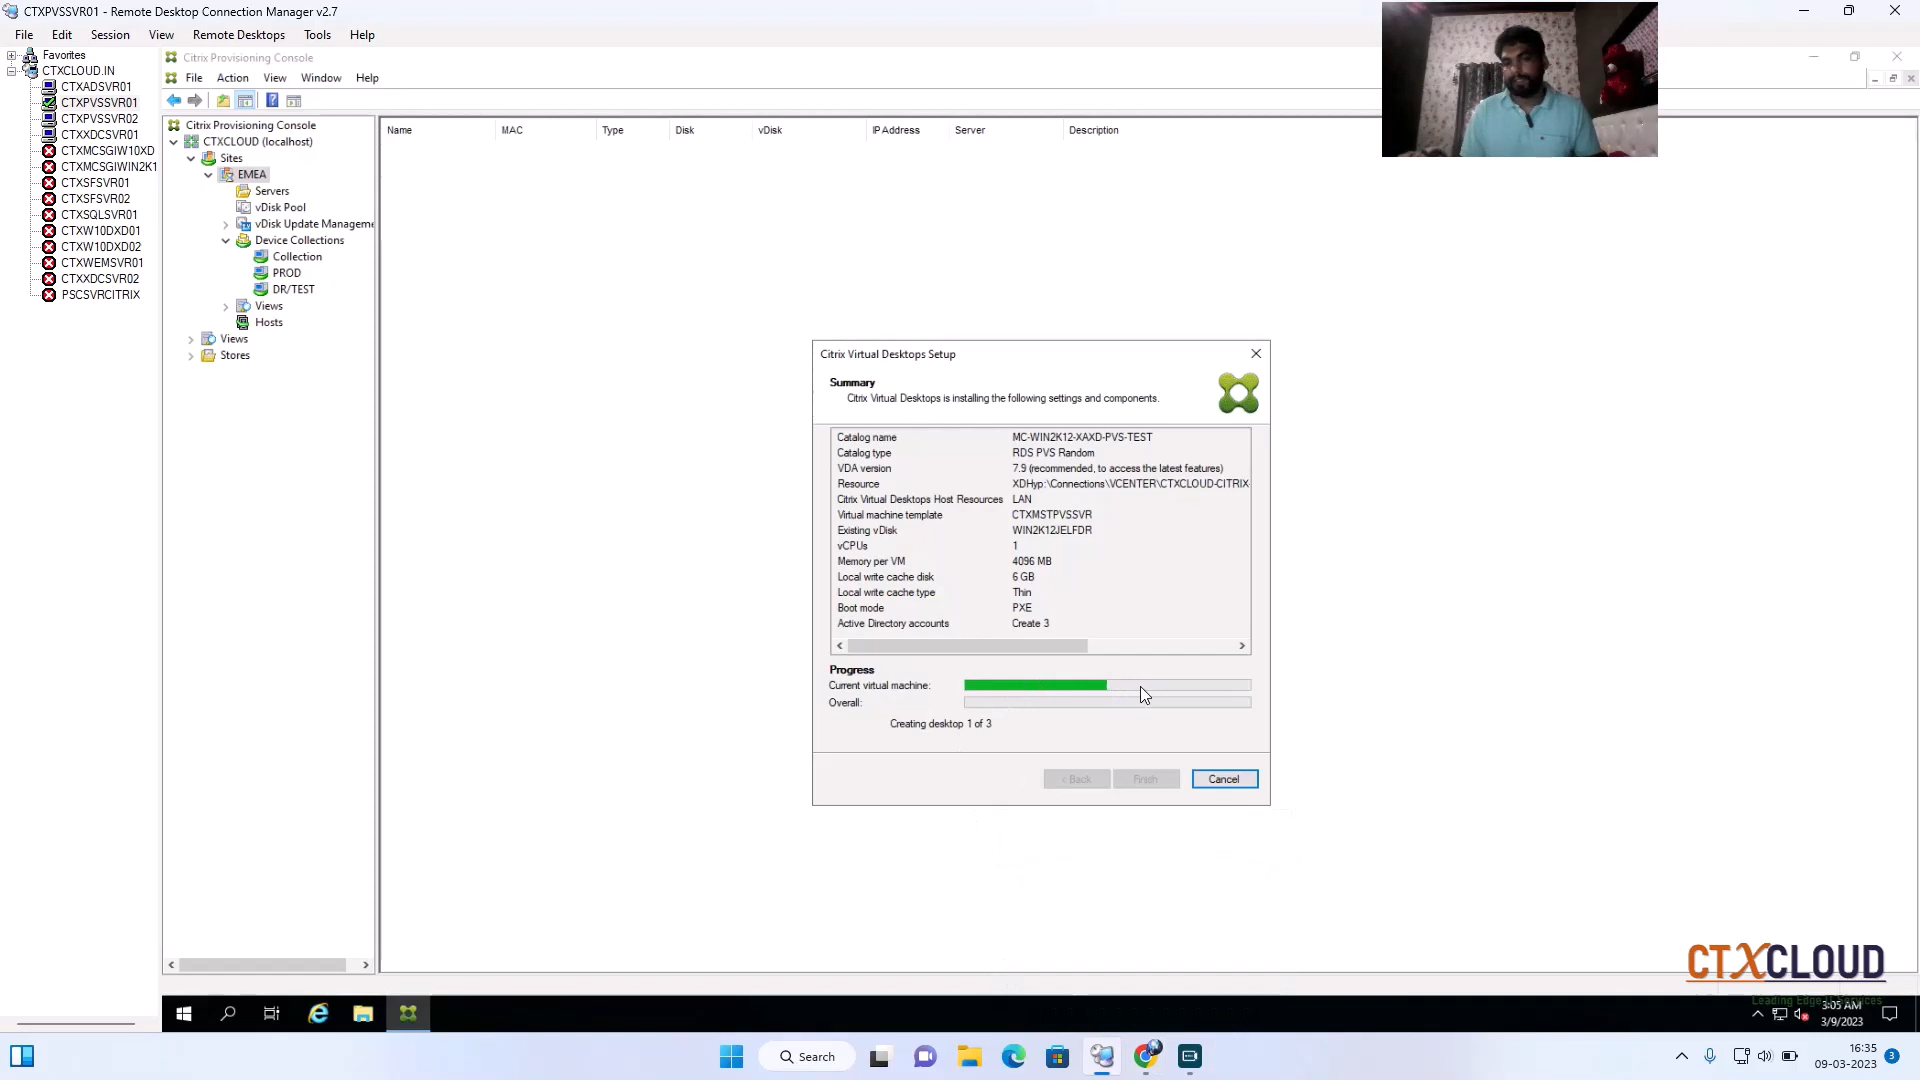 CTXPVSSVR01 - Remote Desktop Connection Manager v2.7
File Edit Session View Remote Desktops Tools Help
Favorites
CTXCLOUD.IN
CTXADSVR01
CTXPVSSVR01
CTXPVSSVR02
CTXXDCSVR01
CTXMCSGIW10XD
CTXMCSGIWIN2K1
CTXSFSVR01
CTXSFSVR02
CTXSQLSVR01
CTXW10DXD01
CTXW10DXD02
CTXWEMSVR01
CTXXDCSVR02
PSCSVRCITRIX
Citrix Provisioning Console
File Action View Window Help
Citrix Provisioning Console
CTXCLOUD (localhost)
Sites
EMEA
Servers
vDisk Pool
vDisk Update Manageme
Device Collections
Collection
PROD
DR/TEST
Views
Hosts
Views
Stores
Name MAC Type Disk vDisk IP Address Server Description
Citrix Virtual Desktops Setup
Summary
Citrix Virtual Desktops is installing the following settings and components.
Catalog name MC-WIN2K12-XAXD-PVS-TEST
Catalog type RDS PVS Random
VDA version 7.9 (recommended, to access the latest features)
Resource XDHyp:\Connections\VCENTER\CTXCLOUD-CITRIX-
Citrix Virtual Desktops Host Resources LAN
Virtual machine template CTXMSTPVSSVR
Existing vDisk WIN2K12JELFDR
vCPUs 1
Memory per VM 4096 MB
Local write cache disk 6 GB
Local write cache type Thin
Boot mode PXE
Active Directory accounts Create 3
Progress
Current virtual machine:
Overall:
Creating desktop 1 of 3
< Back Finish Cancel
CTXCLOUD
Leading Edge IT Services
3:05 AM
3/9/2023
Search
16:35
09-03-2023
3